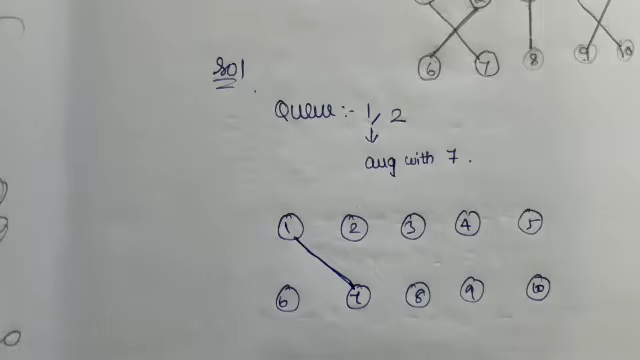 6 7 8 9 10
Sol
Queue :- 1, 2
aug with 7.
1 2 3 4 5
6 7 8 9 10